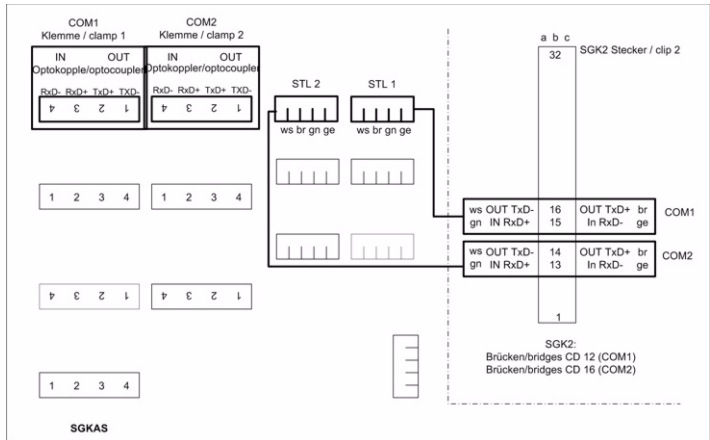 COM1 COM2
Klemme / clamp 1 Klemme / clamp 2
IN OUT IN OUT
Optokoppler/optocoupler Optokoppler/optocoupler
RxD- RxD+ TxD+ TXD- RxD- RxD+ TxD+ TXD-
4 3 2 1 4 3 2 1
1 2 3 4 1 2 3 4
4 3 2 1 4 3 2 1
1 2 3 4
SGKAS
STL 2 STL 1
ws br gn ge ws br gn ge
a b c
32 SGK2 Stecker / clip 2
ws OUT TxD- 16 OUT TxD+ br COM1
gn IN RxD+ 15 In RxD- ge
ws OUT TxD- 14 OUT TxD+ br COM2
gn IN RxD+ 13 In RxD- ge
1
SGK2:
Brücken/bridges CD 12 (COM1)
Brücken/bridges CD 16 (COM2)